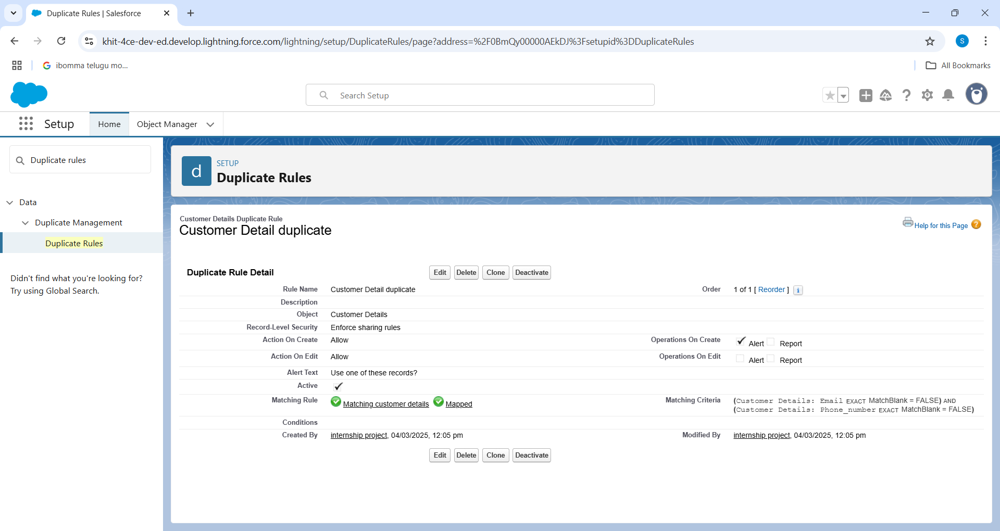 Duplicate Rules | Salesforce
khit-4ce-dev-ed.develop.lightning.force.com/lightning/setup/DuplicateRules/page?address=%2F0BmQy00000AEkDJ%3Fsetupid%3DDuplicateRules
S
ibomma telugu mo...
All Bookmarks
Search Setup
Setup
Home
Object Manager
Duplicate rules
Data
Duplicate Management
Duplicate Rules
Didn't find what you're looking for?
Try using Global Search.
d
SETUP
Duplicate Rules
Customer Details Duplicate Rule
Customer Detail duplicate
Help for this Page ?
Duplicate Rule Detail
Edit Delete Clone Deactivate
Rule Name Customer Detail duplicate Order 1 of 1 [ Reorder ] i
Description
Object Customer Details
Record-Level Security Enforce sharing rules
Action On Create Allow Operations On Create Alert Report
Action On Edit Allow Operations On Edit Alert Report
Alert Text Use one of these records?
Active
Matching Rule Matching customer details Mapped Matching Criteria (Customer Details: Email EXACT MatchBlank = FALSE) AND
(Customer Details: Phone_number EXACT MatchBlank = FALSE)
Conditions
Created By internship project, 04/03/2025, 12:05 pm Modified By internship project, 04/03/2025, 12:05 pm
Edit Delete Clone Deactivate